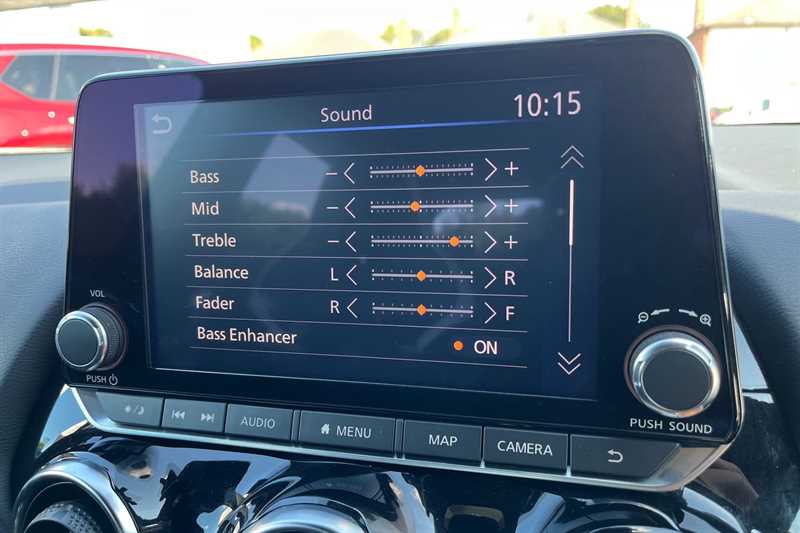 Sound 10:15
Bass - +
Mid - +
Treble - +
Balance L R
Fader R F
Bass Enhancer ON
VOL
PUSH
PUSH SOUND
AUDIO
MENU
MAP
CAMERA